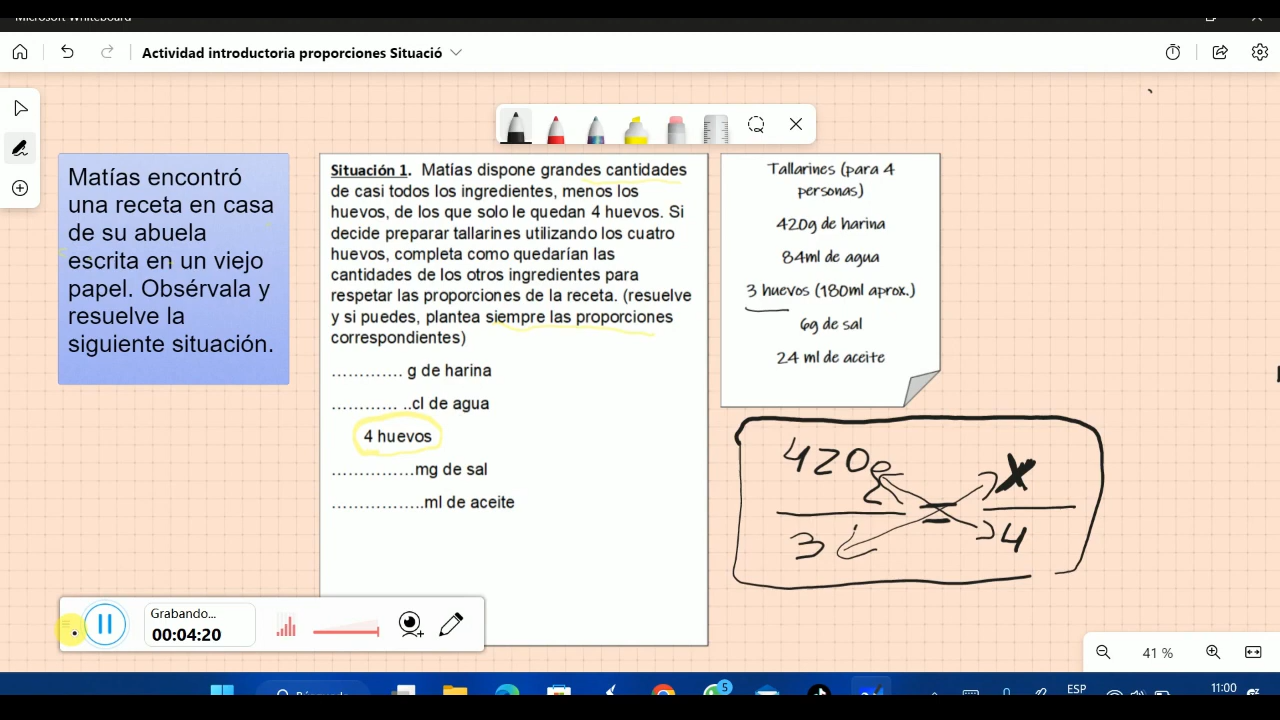 Microsoft Whiteboard
Actividad introductoria proporciones Situació
Matías encontró
una receta en casa
de su abuela
escrita en un viejo
papel. Obsérvala y
resuelve la
siguiente situación.
Situación 1. Matías dispone grandes cantidades
de casi todos los ingredientes, menos los
huevos, de los que solo le quedan 4 huevos. Si
decide preparar tallarines utilizando los cuatro
huevos, completa como quedarían las
cantidades de los otros ingredientes para
respetar las proporciones de la receta. (resuelve
y si puedes, plantea siempre las proporciones
correspondientes)
............. g de harina
............ ..cl de agua
4 huevos
...............mg de sal
.................ml de aceite
Tallarines (para 4
personas)
420g de harina
84ml de agua
3 huevos (180ml aprox.)
6g de sal
24 ml de aceite
420g = x
3 4
Grabando...
00:04:20
41 %
Búsqueda
5
ESP
11:00